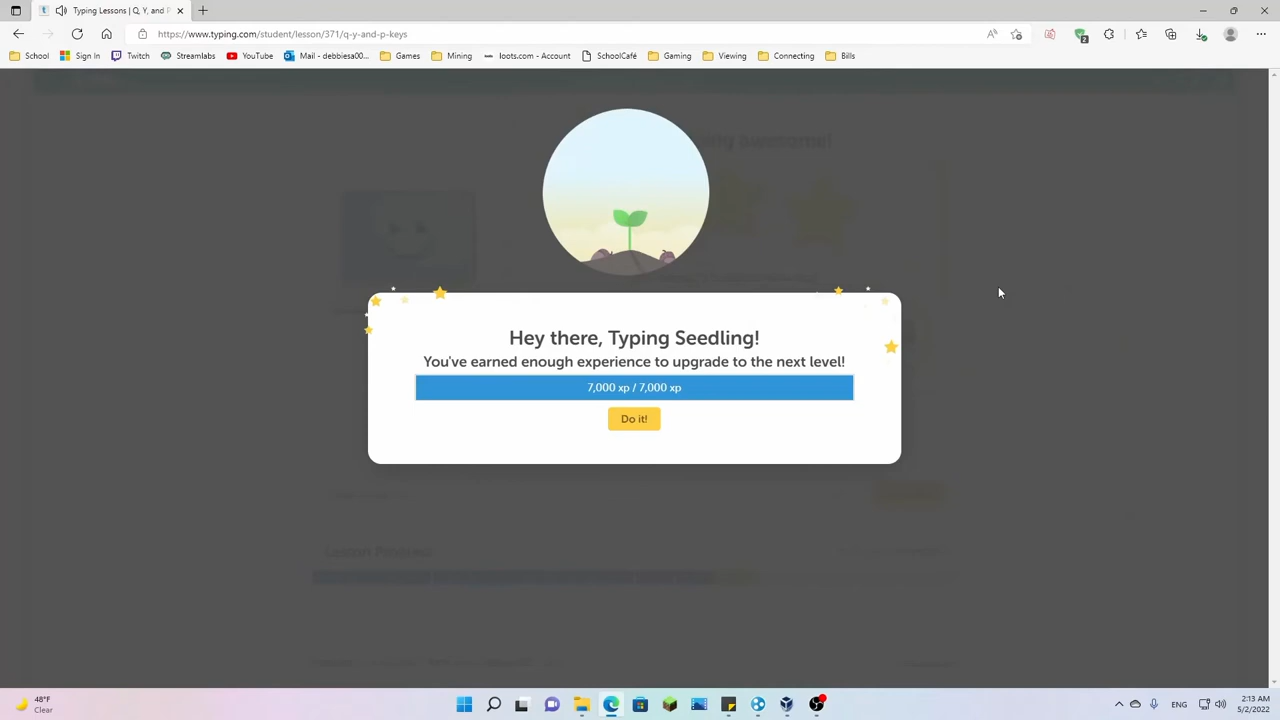 Typing Lessons | Q, Y, and P
https://www.typing.com/student/lesson/371/q-y-and-p-keys
School Sign In Twitch Streamlabs YouTube Mail - debbiesa00... Games Mining loots.com - Account SchoolCafé Gaming Viewing Connecting Bills
Hey there, Typing Seedling!
You've earned enough experience to upgrade to the next level!
7,000 xp / 7,000 xp
Do it!
Lesson Progress
48°F
Clear
ENG
2:13 AM
5/2/2022